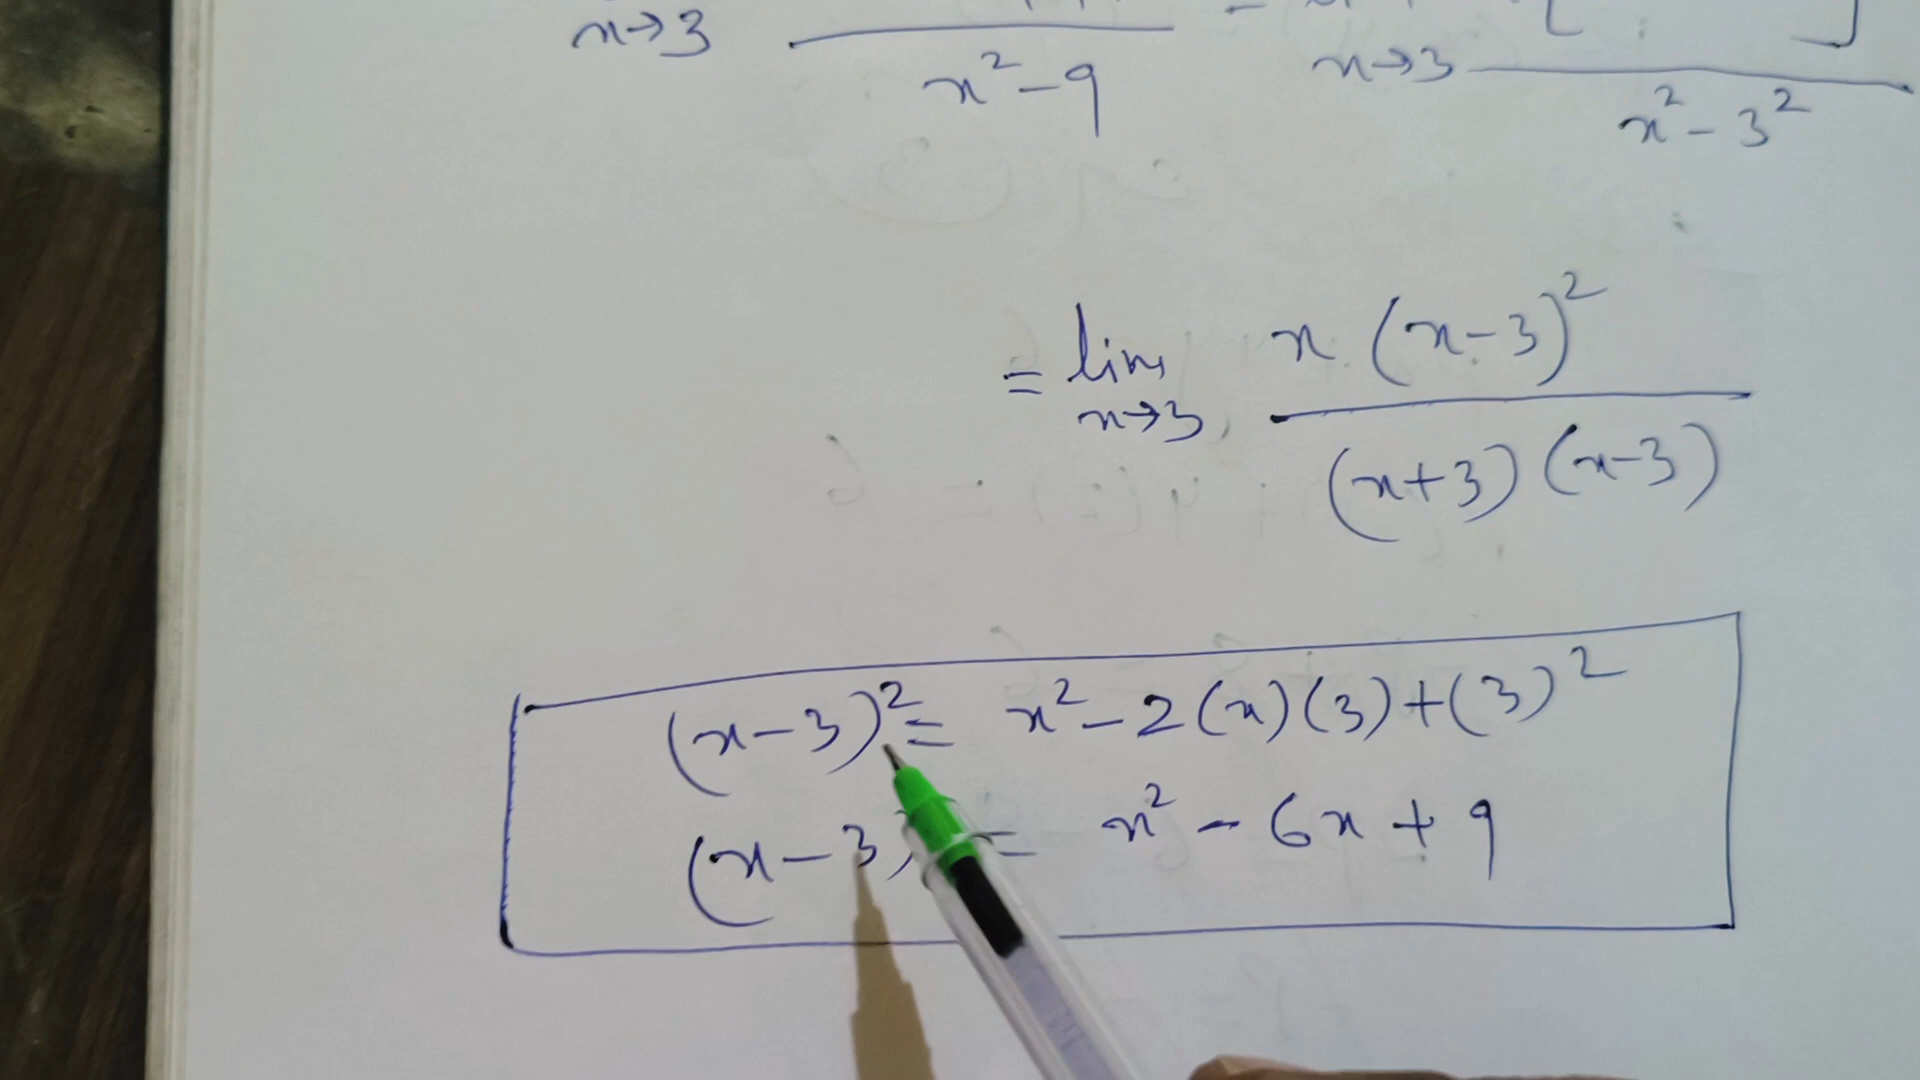 x→3 x² - 9 = x→3 x² - 3²
= lim x→3 x (x-3)² / (x+3) (x-3)
(x-3)² = x² - 2(x)(3) + (3)²
(x-3) = x² - 6x + 9